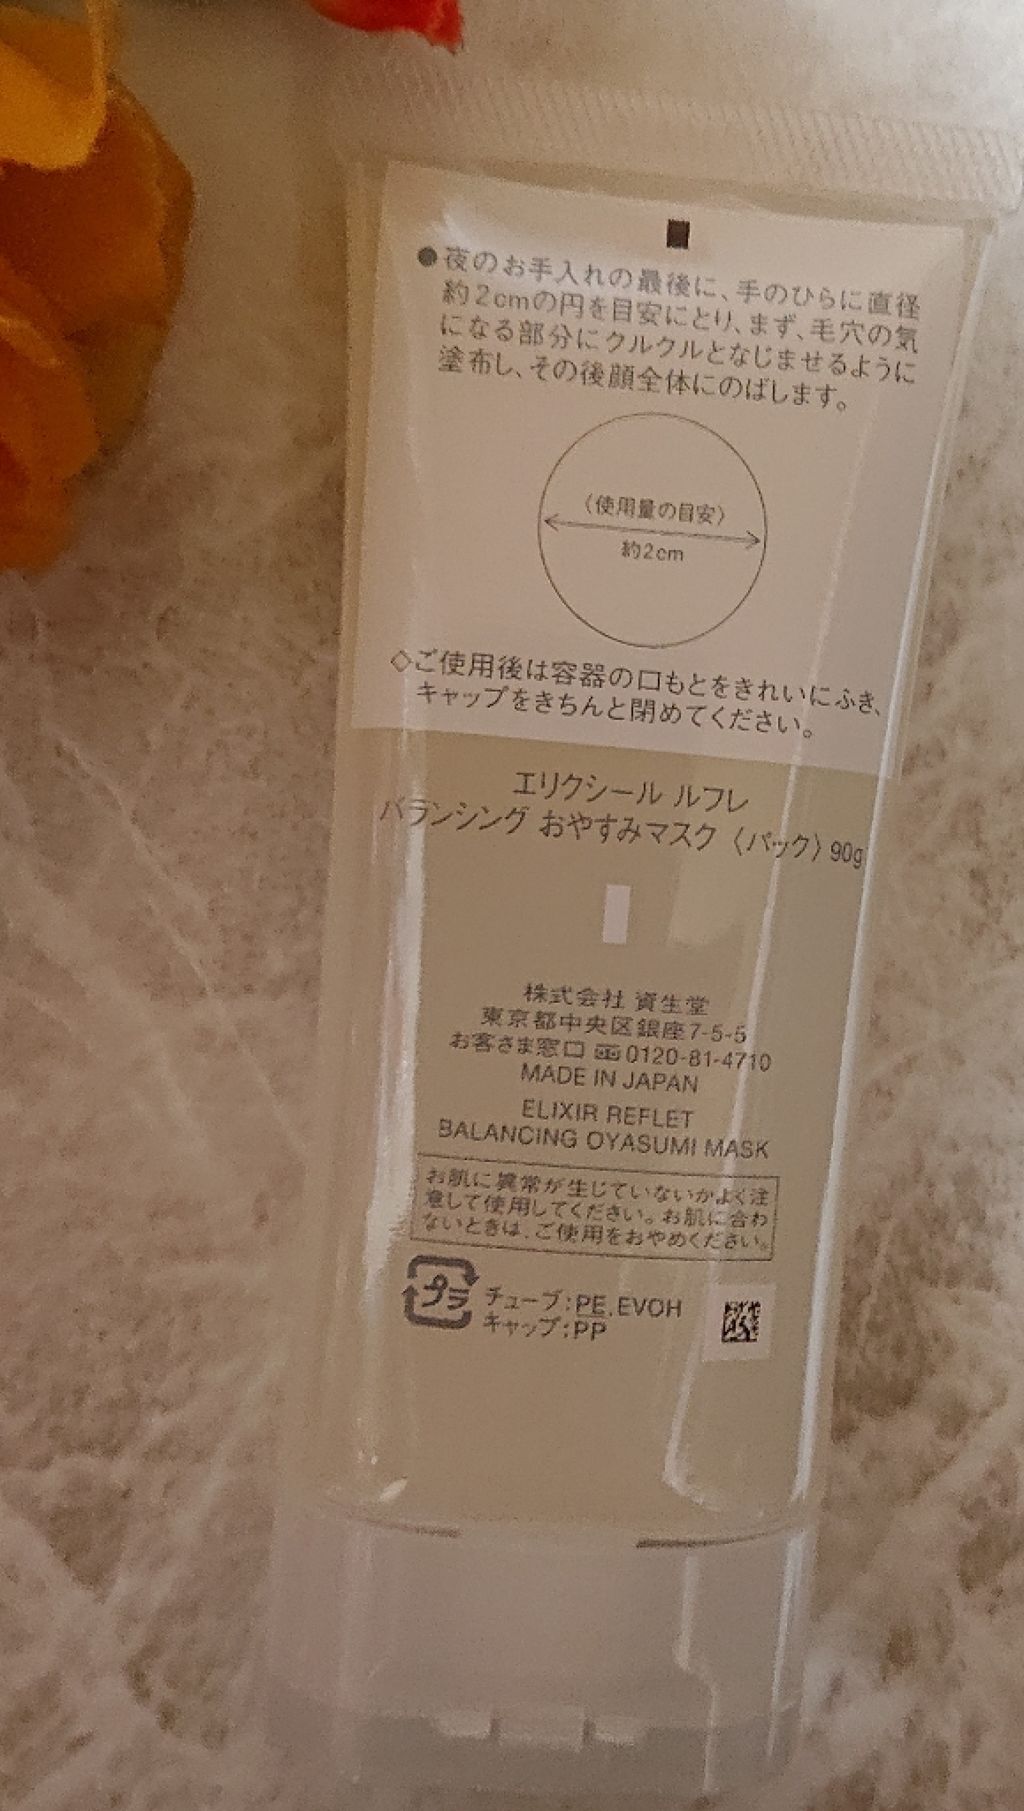 ●夜のお手入れの最後に、手のひらに直径
約2cmの円を目安にとり、まず、毛穴の気
になる部分にクルクルとなじませるように
塗布し、その後顔全体にのばします。
〈使用量の目安〉
約2cm
◇ご使用後は容器の口もとをきれいにふき、
キャップをきちんと閉めてください。
エリクシール ルフレ
バランシング おやすみマスク〈パック〉90g
株式会社 資生堂
東京都中央区銀座7-5-5
お客さま窓口 0120-81-4710
MADE IN JAPAN
ELIXIR REFLET
BALANCING OYASUMI MASK
お肌に異常が生じていないかよく注
意して使用してください。お肌に合わ
ないときは、ご使用をおやめください。
プラ チューブ:PE,EVOH
キャップ:PP